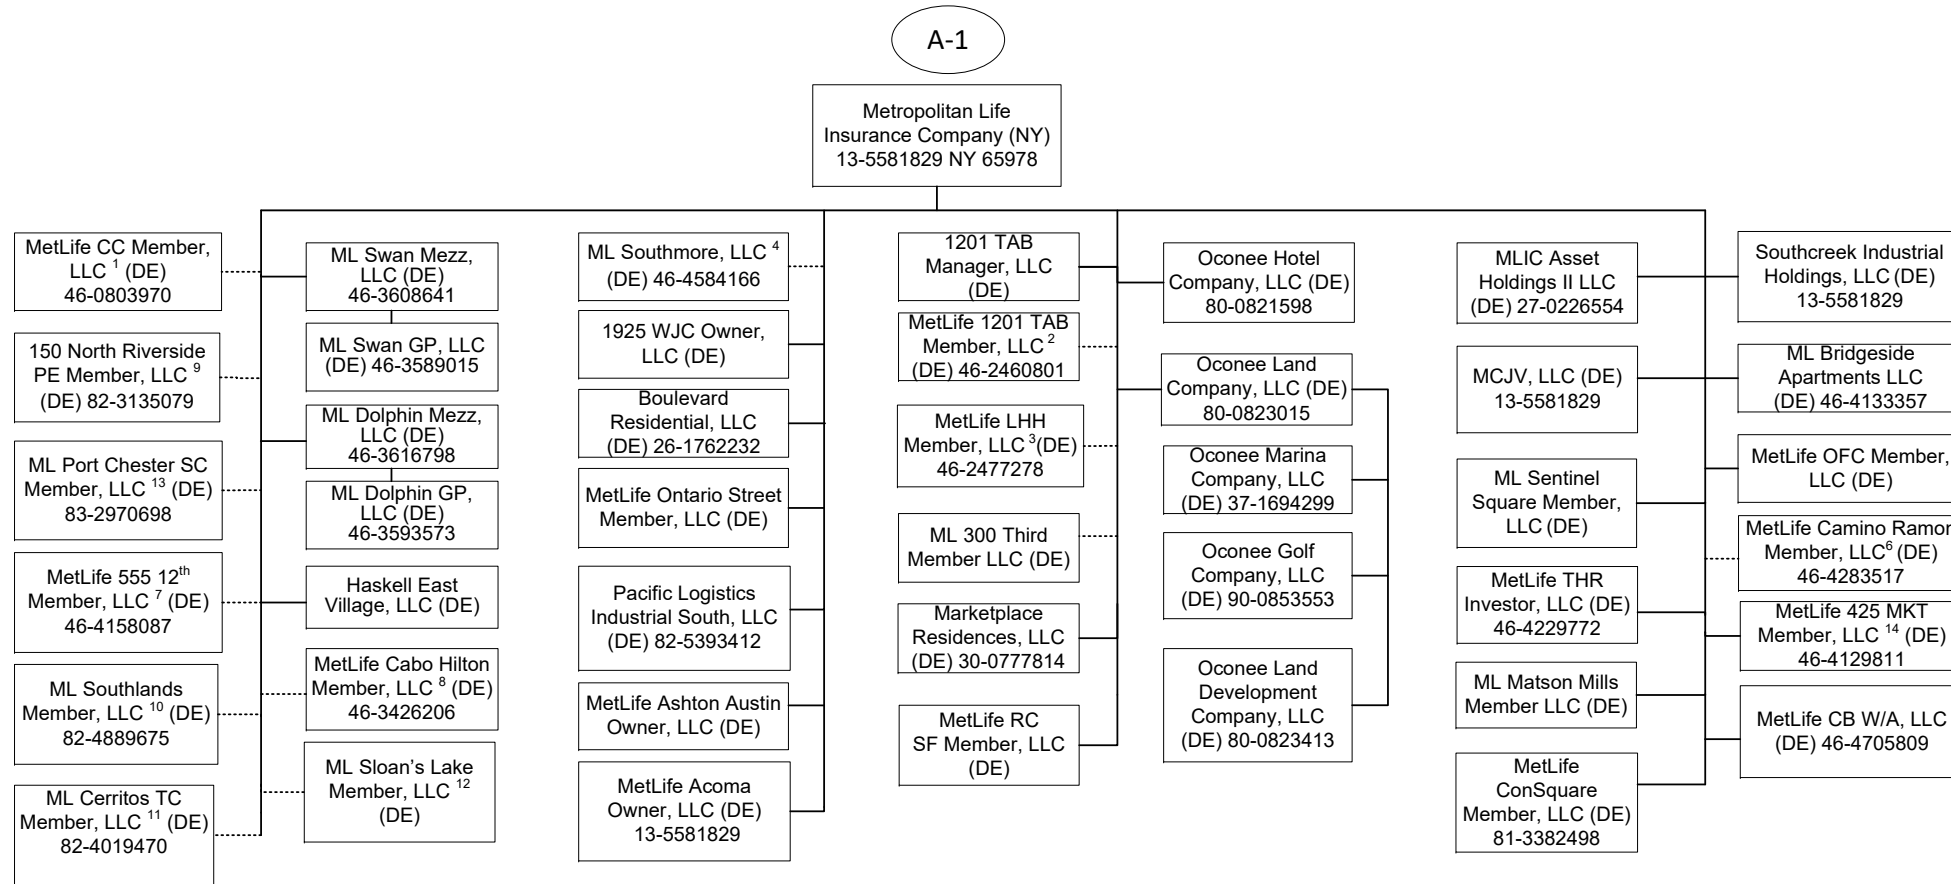 A-1
Metropolitan Life
Insurance Company (NY)
13-5581829 NY 65978
MetLife CC Member,
LLC 1 (DE)
46-0803970
150 North Riverside
PE Member, LLC 9
(DE) 82-3135079
ML Port Chester SC
Member, LLC 13 (DE)
83-2970698
MetLife 555 12th
Member, LLC 7 (DE)
46-4158087
ML Southlands
Member, LLC 10 (DE)
82-4889675
ML Cerritos TC
Member, LLC 11 (DE)
82-4019470
ML Swan Mezz,
LLC (DE)
46-3608641
ML Swan GP, LLC
(DE) 46-3589015
ML Dolphin Mezz,
LLC (DE)
46-3616798
ML Dolphin GP,
LLC (DE)
46-3593573
Haskell East
Village, LLC (DE)
MetLife Cabo Hilton
Member, LLC 8 (DE)
46-3426206
ML Sloan's Lake
Member, LLC 12
(DE)
ML Southmore, LLC 4
(DE) 46-4584166
1925 WJC Owner,
LLC (DE)
Boulevard
Residential, LLC
(DE) 26-1762232
MetLife Ontario Street
Member, LLC (DE)
Pacific Logistics
Industrial South, LLC
(DE) 82-5393412
MetLife Ashton Austin
Owner, LLC (DE)
MetLife Acoma
Owner, LLC (DE)
13-5581829
1201 TAB
Manager, LLC
(DE)
MetLife 1201 TAB
Member, LLC 2
(DE) 46-2460801
MetLife LHH
Member, LLC 3(DE)
46-2477278
ML 300 Third
Member LLC (DE)
Marketplace
Residences, LLC
(DE) 30-0777814
MetLife RC
SF Member, LLC
(DE)
Oconee Hotel
Company, LLC (DE)
80-0821598
Oconee Land
Company, LLC (DE)
80-0823015
Oconee Marina
Company, LLC
(DE) 37-1694299
Oconee Golf
Company, LLC
(DE) 90-0853553
Oconee Land
Development
Company, LLC
(DE) 80-0823413
MLIC Asset
Holdings II LLC
(DE) 27-0226554
MCJV, LLC (DE)
13-5581829
ML Sentinel
Square Member,
LLC (DE)
MetLife THR
Investor, LLC (DE)
46-4229772
ML Matson Mills
Member LLC (DE)
MetLife
ConSquare
Member, LLC (DE)
81-3382498
Southcreek Industrial
Holdings, LLC (DE)
13-5581829
ML Bridgeside
Apartments LLC
(DE) 46-4133357
MetLife OFC Member,
LLC (DE)
MetLife Camino Ramon
Member, LLC6 (DE)
46-4283517
MetLife 425 MKT
Member, LLC 14 (DE)
46-4129811
MetLife CB W/A, LLC
(DE) 46-4705809